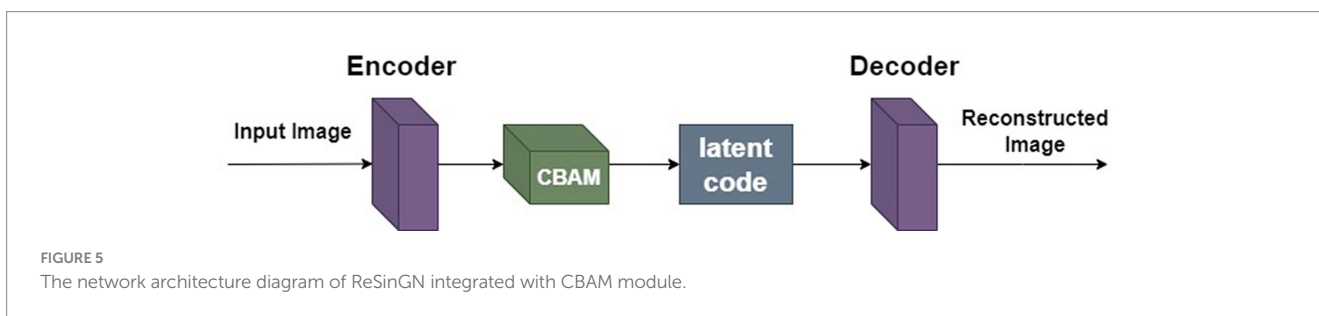 Encoder
Decoder
Input Image
CBAM
latent
code
Reconstructed
Image
FIGURE 5
The network architecture diagram of ReSinGN integrated with CBAM module.